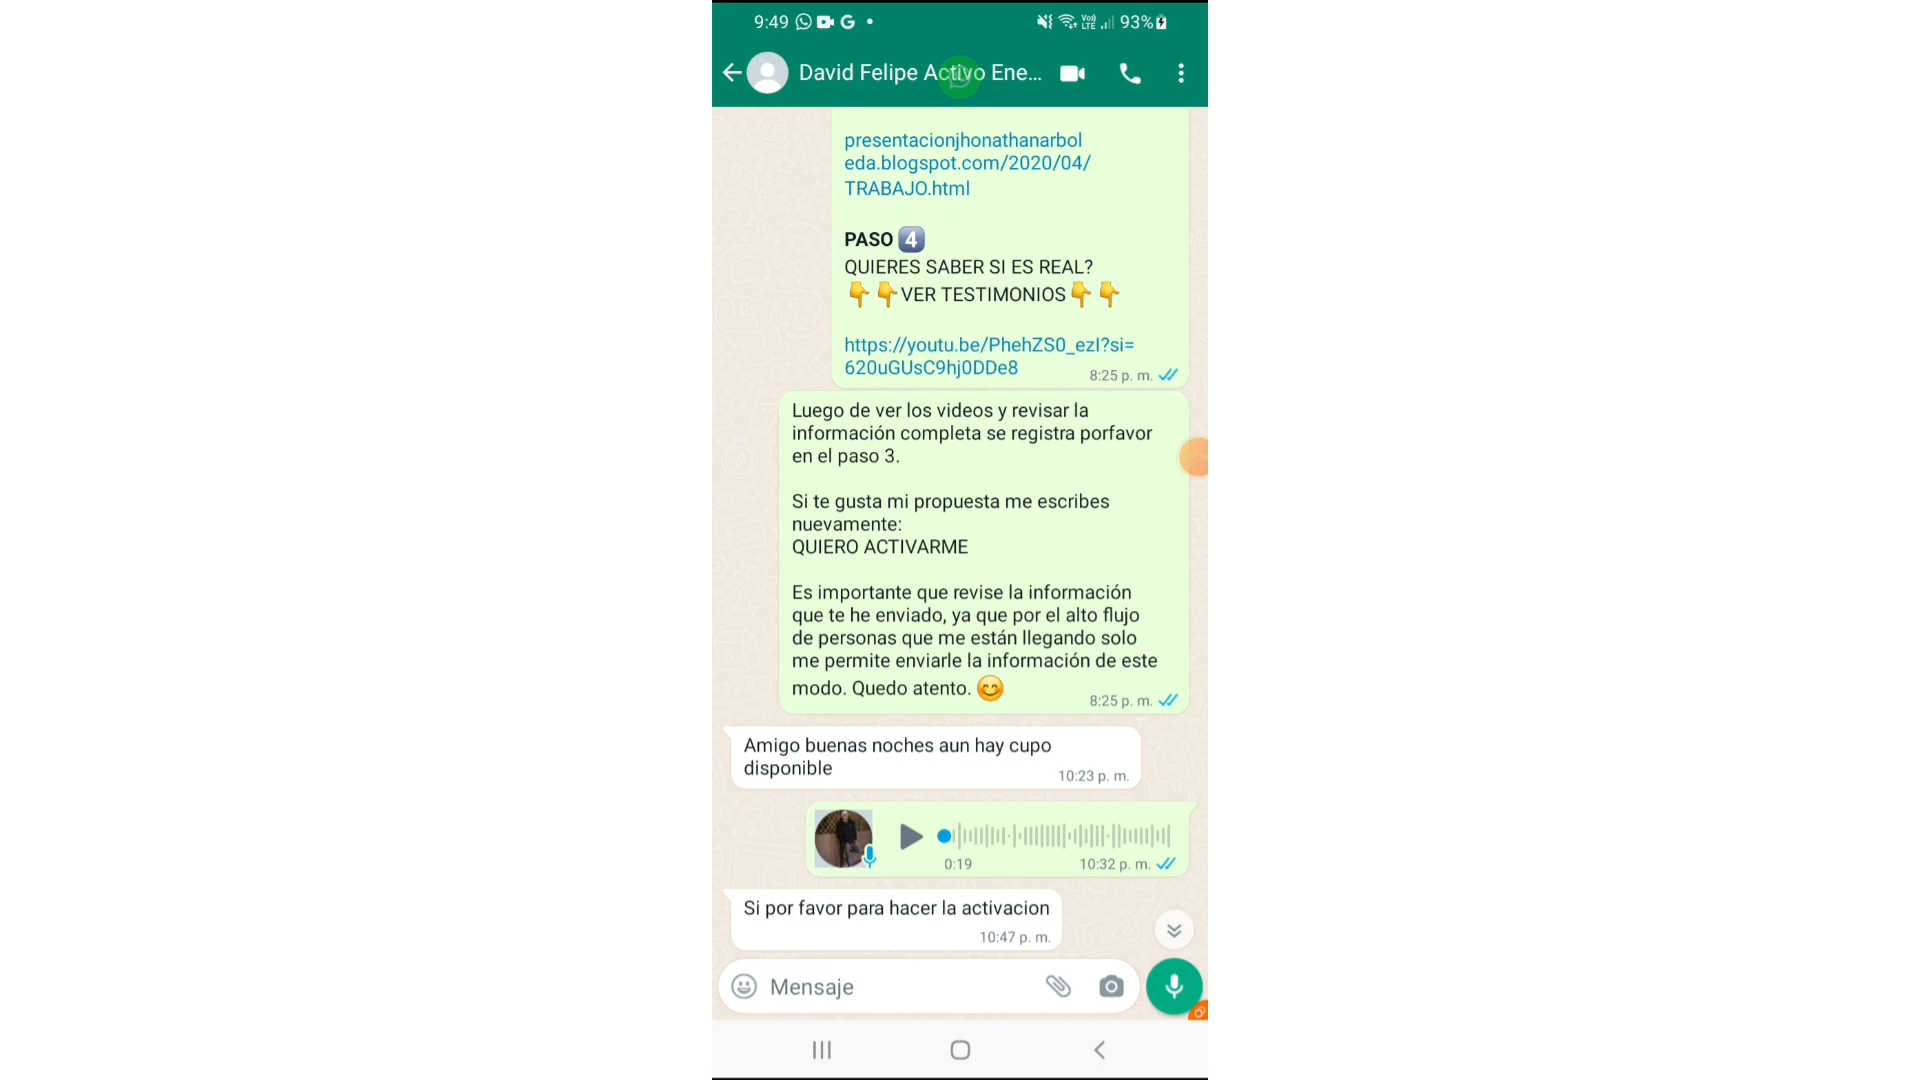 9:49
93%
David Felipe Activo Ene...
presentacionjhonathanarbol
eda.blogspot.com/2020/04/
TRABAJO.html
PASO 4️⃣
QUIERES SABER SI ES REAL?
👇👇VER TESTIMONIOS👇👇
https://youtu.be/PhehZS0_ezI?si=
620uGUsC9hj0DDe8
8:25 p. m.
Luego de ver los videos y revisar la
información completa se registra porfavor
en el paso 3.
Si te gusta mi propuesta me escribes
nuevamente:
QUIERO ACTIVARME
Es importante que revise la información
que te he enviado, ya que por el alto flujo
de personas que me están llegando solo
me permite enviarle la información de este
modo. Quedo atento. 😊
8:25 p. m.
Amigo buenas noches aun hay cupo
disponible
10:23 p. m.
0:19
10:32 p. m.
Si por favor para hacer la activacion
10:47 p. m.
Mensaje